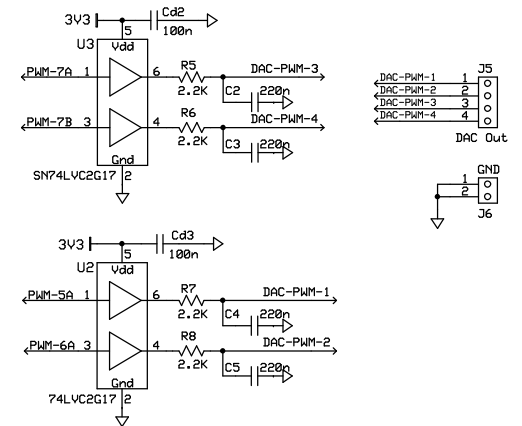 3V3 Cd2
100n
5
U3 Vdd
PWM-7A 1 6 R5 DAC-PWM-3
2.2K C2 220n
PWM-7B 3 4 R6 DAC-PWM-4
2.2K C3 220n
Gnd
SN74LVC2G17 2
J5
DAC-PWM-1 1
DAC-PWM-2 2
DAC-PWM-3 3
DAC-PWM-4 4
DAC Out
GND
1
2
J6
3V3 Cd3
100n
5
U2 Vdd
PWM-5A 1 6 R7 DAC-PWM-1
2.2K C4 220n
PWM-6A 3 4 R8 DAC-PWM-2
2.2K C5 220n
Gnd
74LVC2G17 2